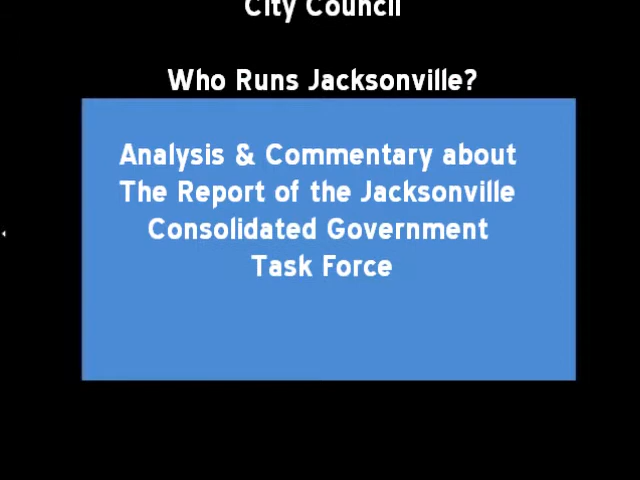 City Council
Who Runs Jacksonville?
Analysis & Commentary about
The Report of the Jacksonville
Consolidated Government
Task Force